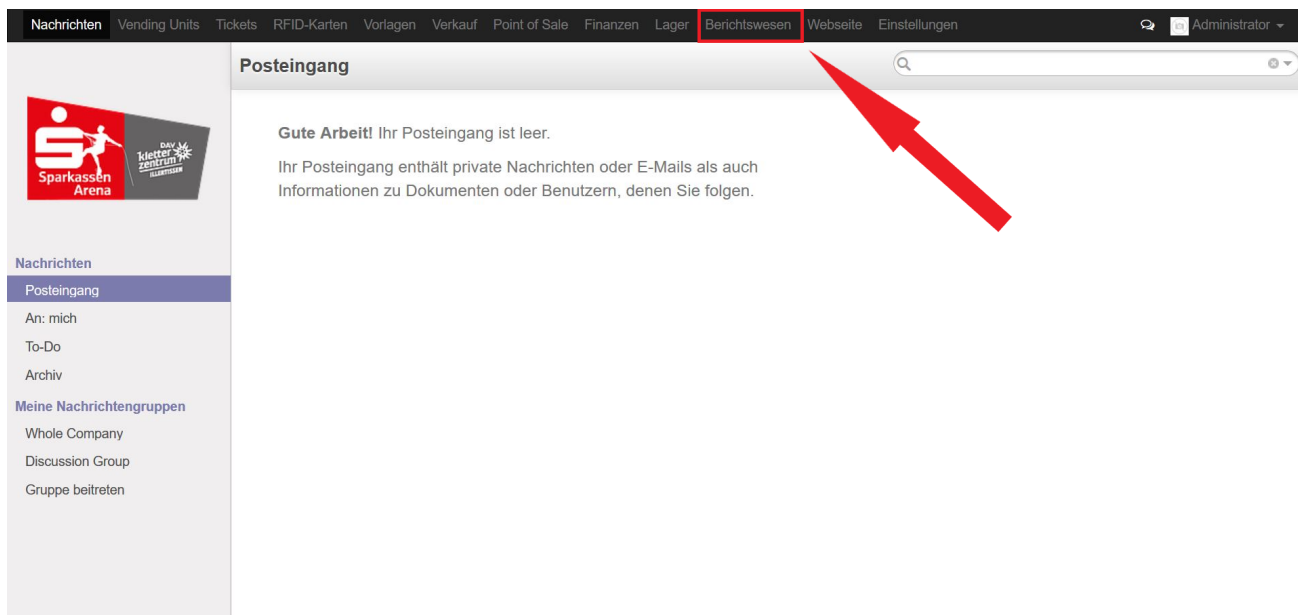 Nachrichten Vending Units Tickets RFID-Karten Vorlagen Verkauf Point of Sale Finanzen Lager Berichtswesen Webseite Einstellungen Administrator
Posteingang
Sparkassen
Arena
DAV
kletter
zentrum
ILLERTISSEN
Gute Arbeit! Ihr Posteingang ist leer.
Ihr Posteingang enthält private Nachrichten oder E-Mails als auch
Informationen zu Dokumenten oder Benutzern, denen Sie folgen.
Nachrichten
Posteingang
An: mich
To-Do
Archiv
Meine Nachrichtengruppen
Whole Company
Discussion Group
Gruppe beitreten